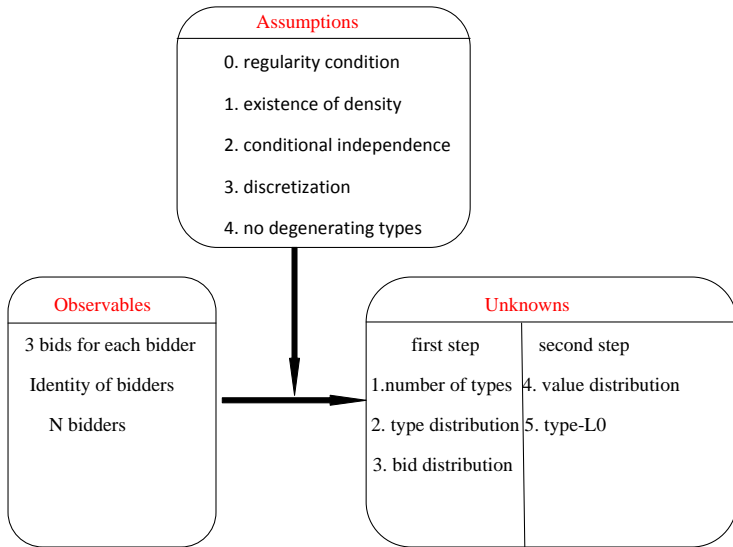 Assumptions
0. regularity condition
1. existence of density
2. conditional independence
3. discretization
4. no degenerating types
Observables
3 bids for each bidder
Identity of bidders
N bidders
Unknowns
first step
second step
1.number of types
4. value distribution
2. type distribution
5. type-L0
3. bid distribution